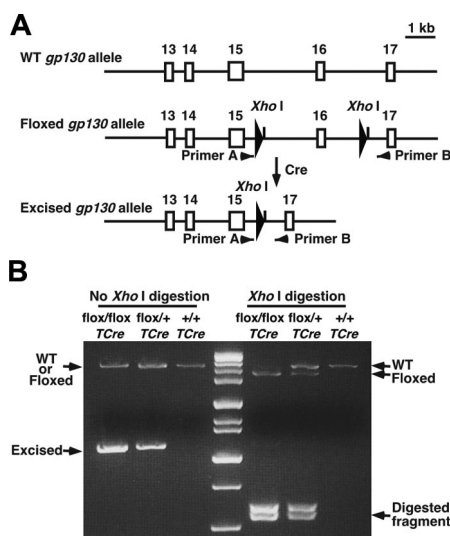 A
1 kb
13 14 15 16 17
WT gp130 allele
Xho I Xho I
13 14 15 16 17
Floxed gp130 allele
Primer A Primer B
Cre
Xho I
13 14 15 17
Excised gp130 allele
Primer A Primer B
B
No Xho I digestion Xho I digestion
flox/flox flox/+ +/+ flox/flox flox/+ +/+
TCre TCre TCre TCre TCre TCre
WT
or
Floxed
WT
Floxed
Excised
Digested
fragment